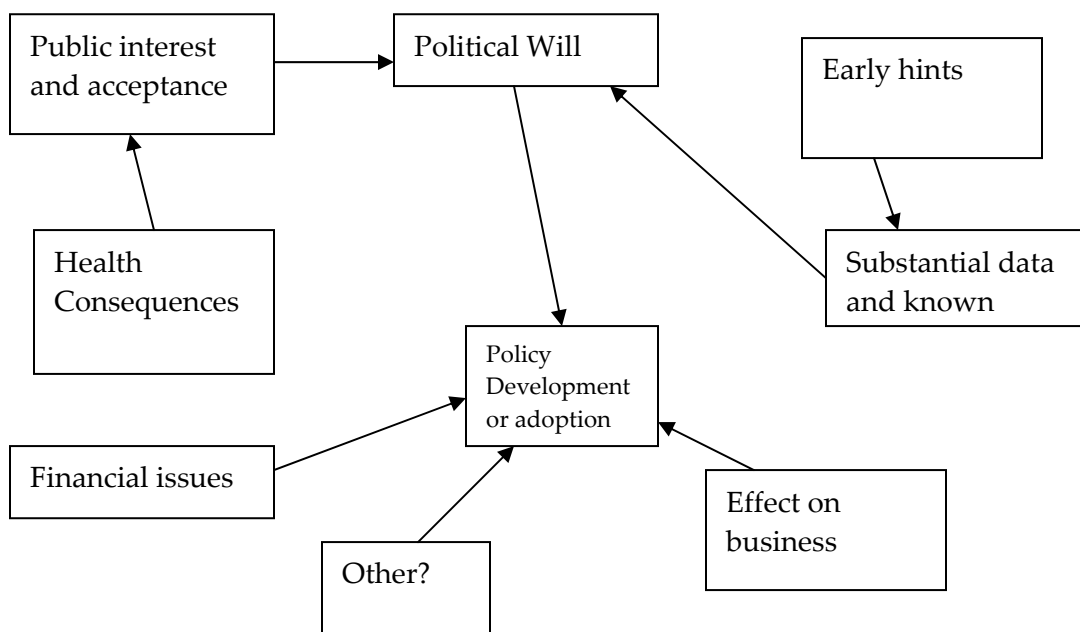 Public interest
and acceptance
Political Will
Early hints
Health
Consequences
Substantial data
and known
Policy
Development
or adoption
Financial issues
Effect on
business
Other?